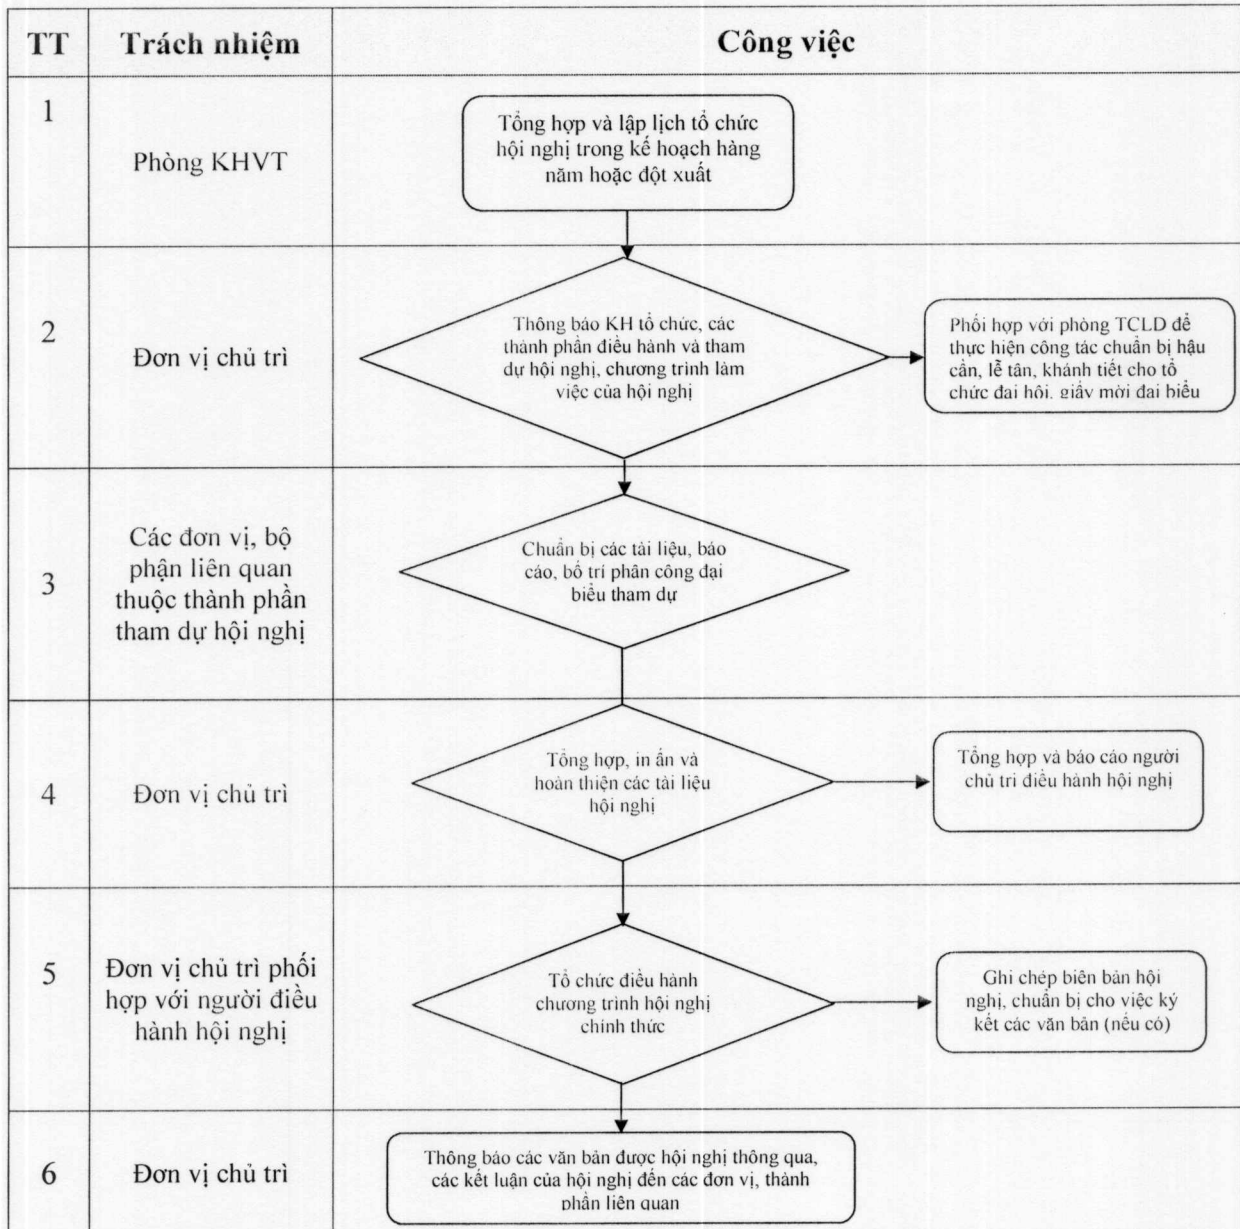 TT
Trách nhiệm
Công việc
1
Phòng KHVT
Tổng hợp và lập lịch tổ chức
hội nghị trong kế hoạch hàng
năm hoặc đột xuất
2
Đơn vị chủ trì
Thông báo KH tổ chức, các
thành phần điều hành và tham
dự hội nghị, chương trình làm
việc của hội nghị
Phối hợp với phòng TCLD để
thực hiện công tác chuẩn bị hậu
cần, lễ tân, khánh tiết cho tổ
chức đại hội, giấy mời đại biểu
3
Các đơn vị, bộ
phận liên quan
thuộc thành phần
tham dự hội nghị
Chuẩn bị các tài liệu, báo
cáo, bố trí phân công đại
biểu tham dự
4
Đơn vị chủ trì
Tổng hợp, in ấn và
hoàn thiện các tài liệu
hội nghị
Tổng hợp và báo cáo người
chủ trì điều hành hội nghị
5
Đơn vị chủ trì phối
hợp với người điều
hành hội nghị
Tổ chức điều hành
chương trình hội nghị
chính thức
Ghi chép biên bản hội
nghị, chuẩn bị cho việc ký
kết các văn bản (nếu có)
6
Đơn vị chủ trì
Thông báo các văn bản được hội nghị thông qua,
các kết luận của hội nghị đến các đơn vị, thành
phần liên quan